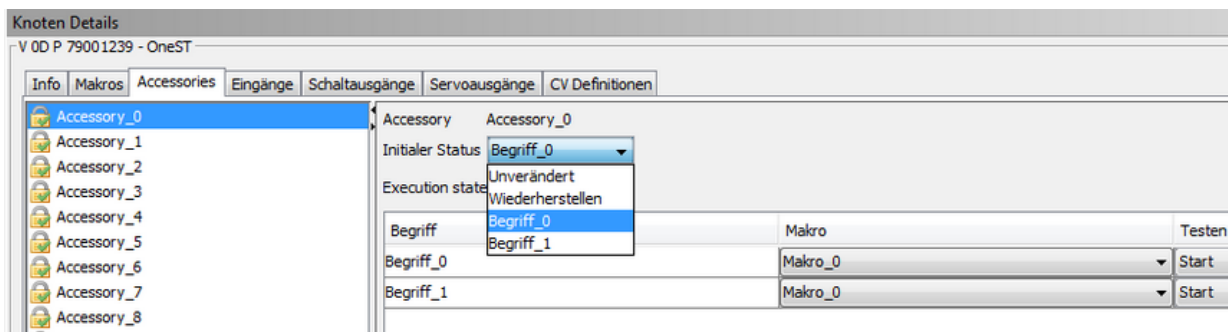 Knoten Details
V 0D P 79001239 - OneST
Info Makros Accessories Eingänge Schaltausgänge Servoausgänge CV Definitionen
Accessory_0
Accessory_1
Accessory_2
Accessory_3
Accessory_4
Accessory_5
Accessory_6
Accessory_7
Accessory_8
Accessory Accessory_0
Initialer Status Begriff_0
Unverändert
Wiederherstellen
Begriff_0
Begriff_1
Execution state
Begriff Makro Testen
Begriff_0 Makro_0 Start
Begriff_1 Makro_0 Start